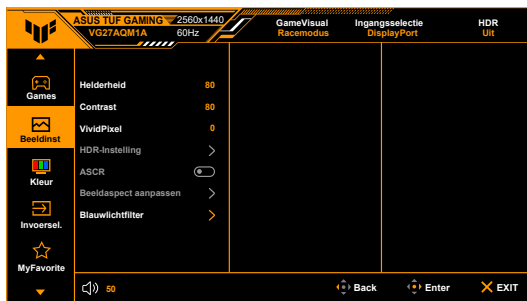 ASUS TUF GAMING 2560x1440
VG27AQM1A 60Hz
GameVisual
Racemodus
Ingangsselectie
DisplayPort
HDR
Uit
Games
Beeldinst
Kleur
Invoersel.
MyFavorite
Helderheid 80
Contrast 80
VividPixel 0
HDR-Instelling
ASCR
Beeldaspect aanpassen
Blauwlichtfilter
50
Back
Enter
EXIT